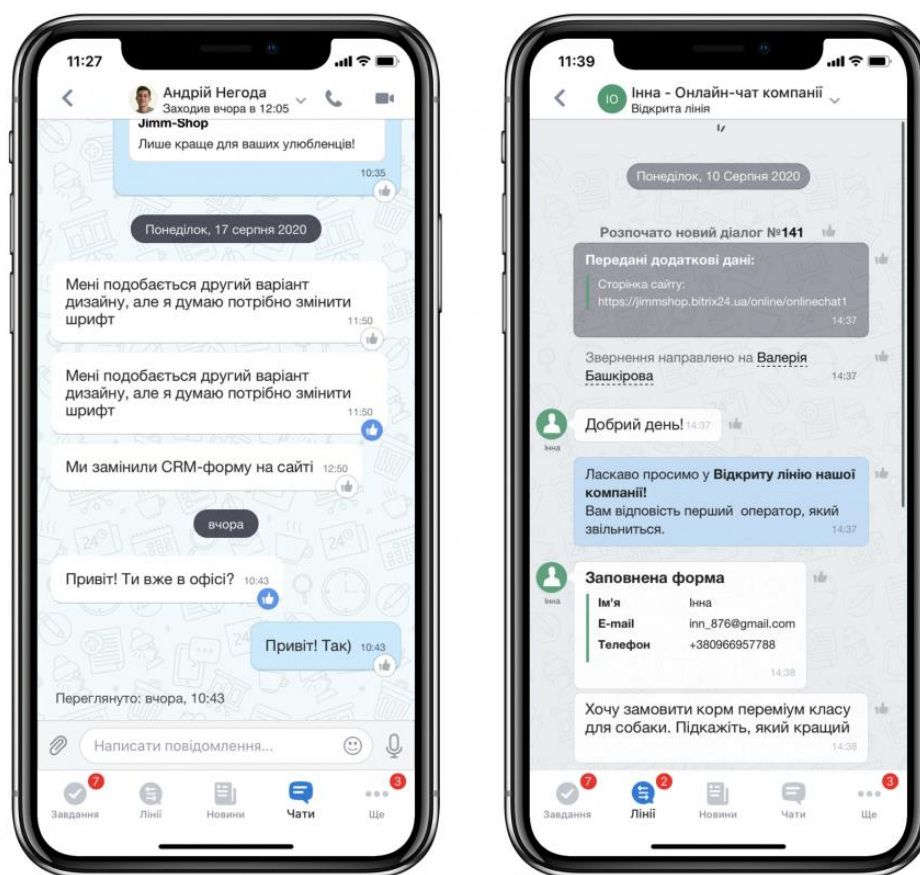 11:27
Андрій Негода
Заходив вчора в 12:05
Jimm-Shop
Лише краще для ваших улюбленців!
10:35
Понеділок, 17 серпня 2020
Мені подобається другий варіант
дизайну, але я думаю потрібно змінити
шрифт
11:50
Мені подобається другий варіант
дизайну, але я думаю потрібно змінити
шрифт
11:50
Ми замінили CRM-форму на сайті 12:50
вчора
Привіт! Ти вже в офісі? 10:43
Привіт! Так) 10:43
Переглянуто: вчора, 10:43
Написати повідомлення...
7
3
Завдання Лінії Новини Чати Ще
11:39
ІО
Інна - Онлайн-чат компанії
Відкрита лінія
Понеділок, 10 Серпня 2020
Розпочато новий діалог №141
Передані додаткові дані:
Сторінка сайту:
https://jimmshop.bitrix24.ua/online/onlinechat1
14:37
Звернення направлено на Валерія
Башкірова 14:37
Добрий день! 14:37
Інна
Ласкаво просимо у Відкриту лінію нашої
компанії!
Вам відповість перший оператор, який
звільниться. 14:37
Заповнена форма
Інна
Ім'я Інна
E-mail inn_876@gmail.com
Телефон +380966957788
14:38
Хочу замовити корм переміум класу
для собаки. Підкажіть, який кращий
14:38
7
2
3
Завдання Лінії Новини Чати Ще